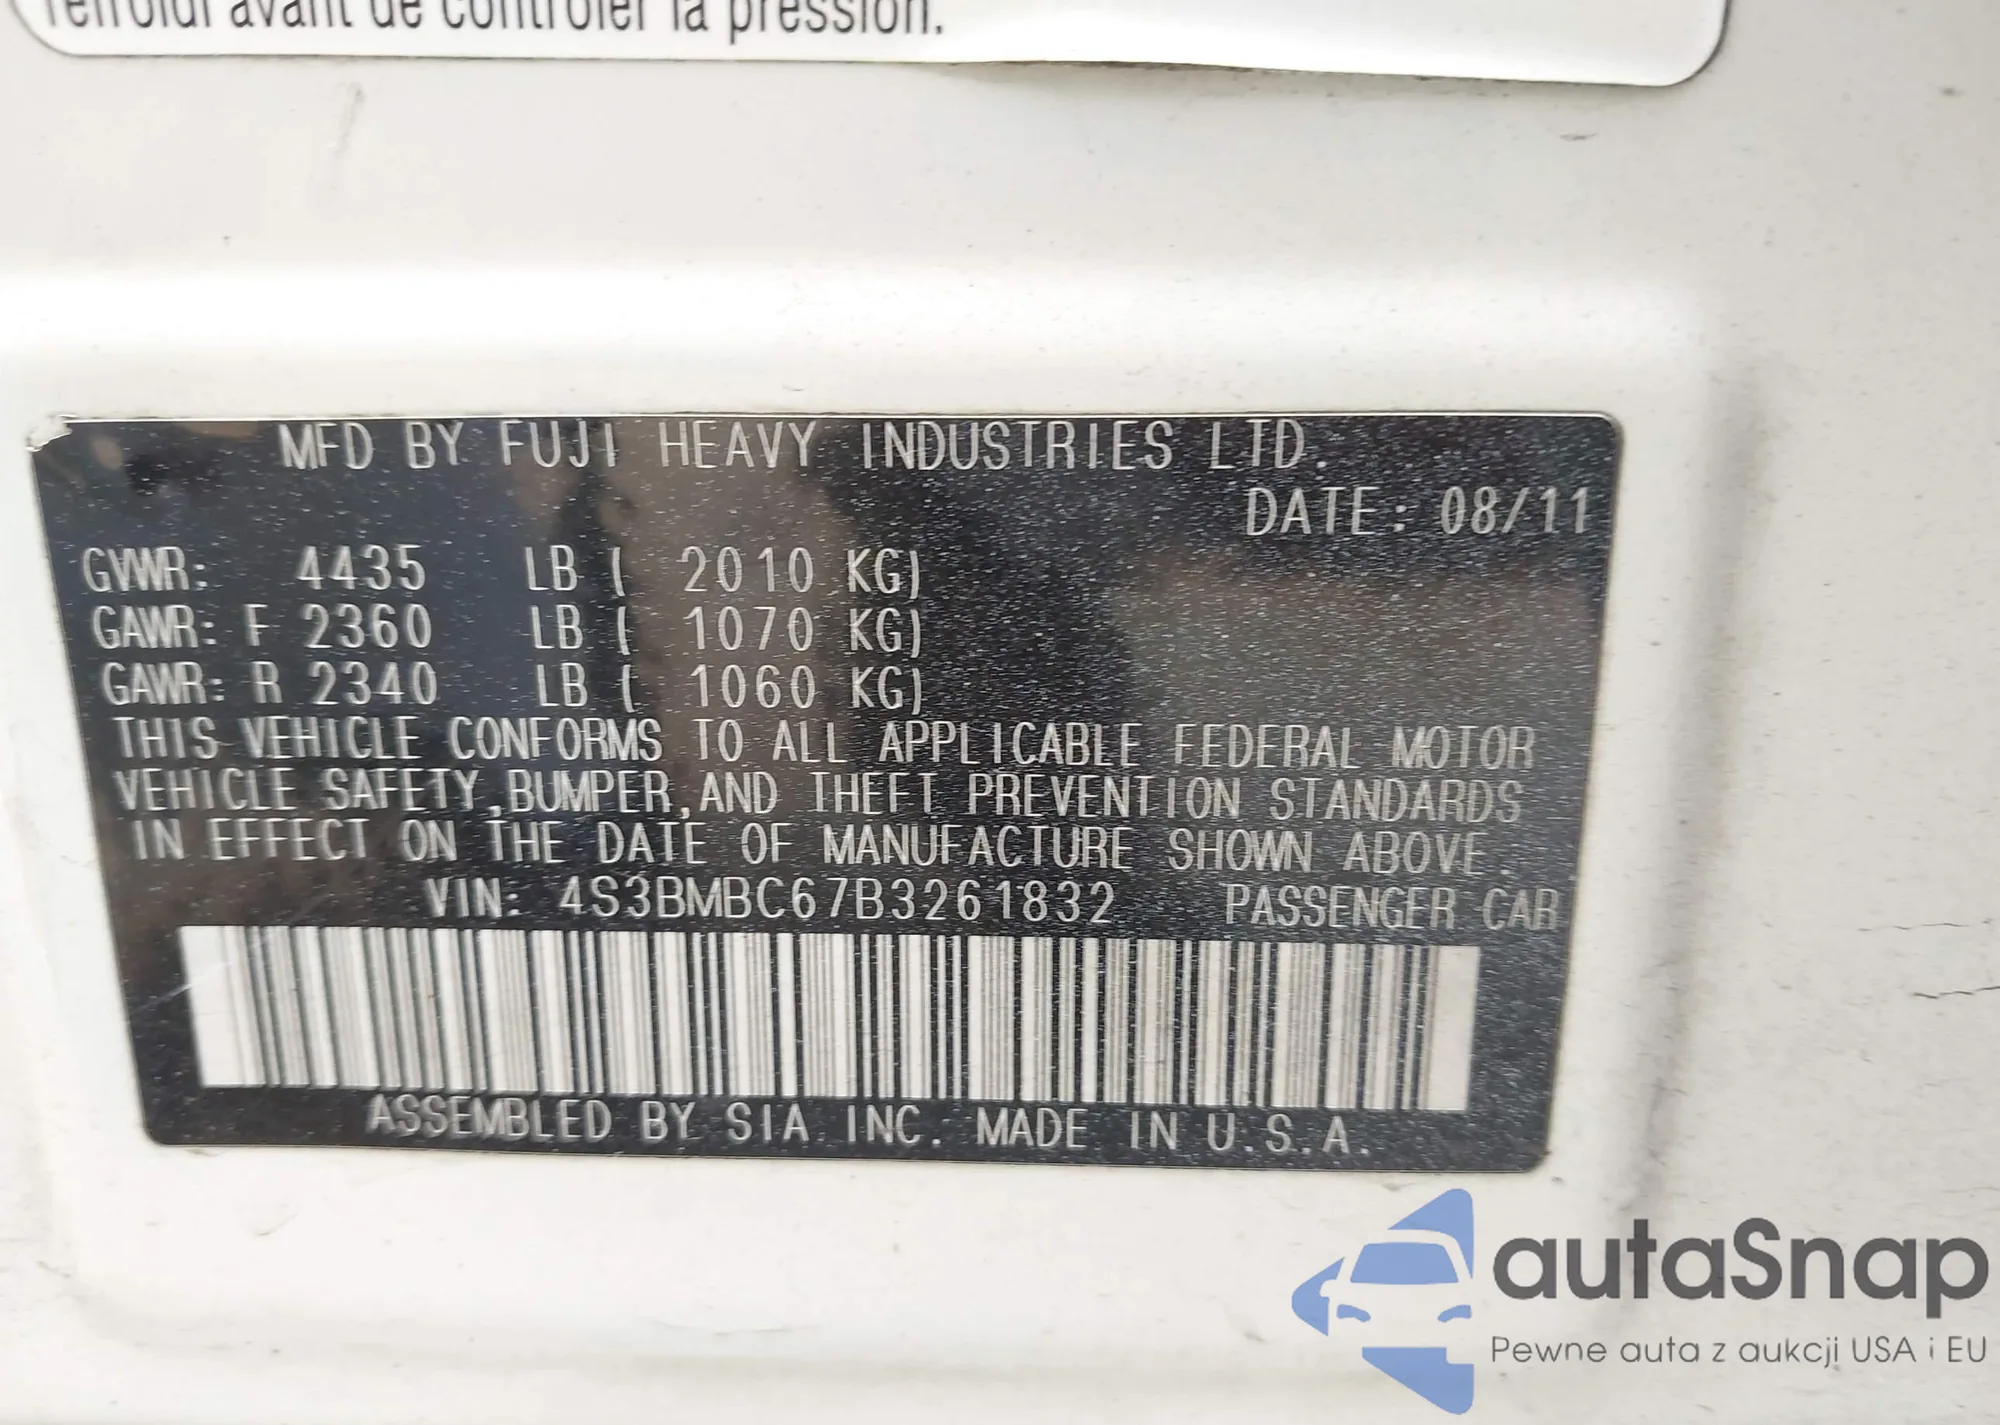 refroidi avant de contrôler la pression.
MFD BY FUJI HEAVY INDUSTRIES LTD.
DATE: 08/11
GVWR: 4435 LB ( 2010 KG)
GAWR: F 2360 LB ( 1070 KG)
GAWR: R 2340 LB ( 1060 KG)
THIS VEHICLE CONFORMS TO ALL APPLICABLE FEDERAL MOTOR
VEHICLE SAFETY,BUMPER,AND THEFT PREVENTION STANDARDS
IN EFFECT ON THE DATE OF MANUFACTURE SHOWN ABOVE.
VIN: 4S3BMBC67B3261832 PASSENGER CAR
ASSEMBLED BY SIA INC. MADE IN U.S.A.
autaSnap
Pewne auta z aukcji USA i EU